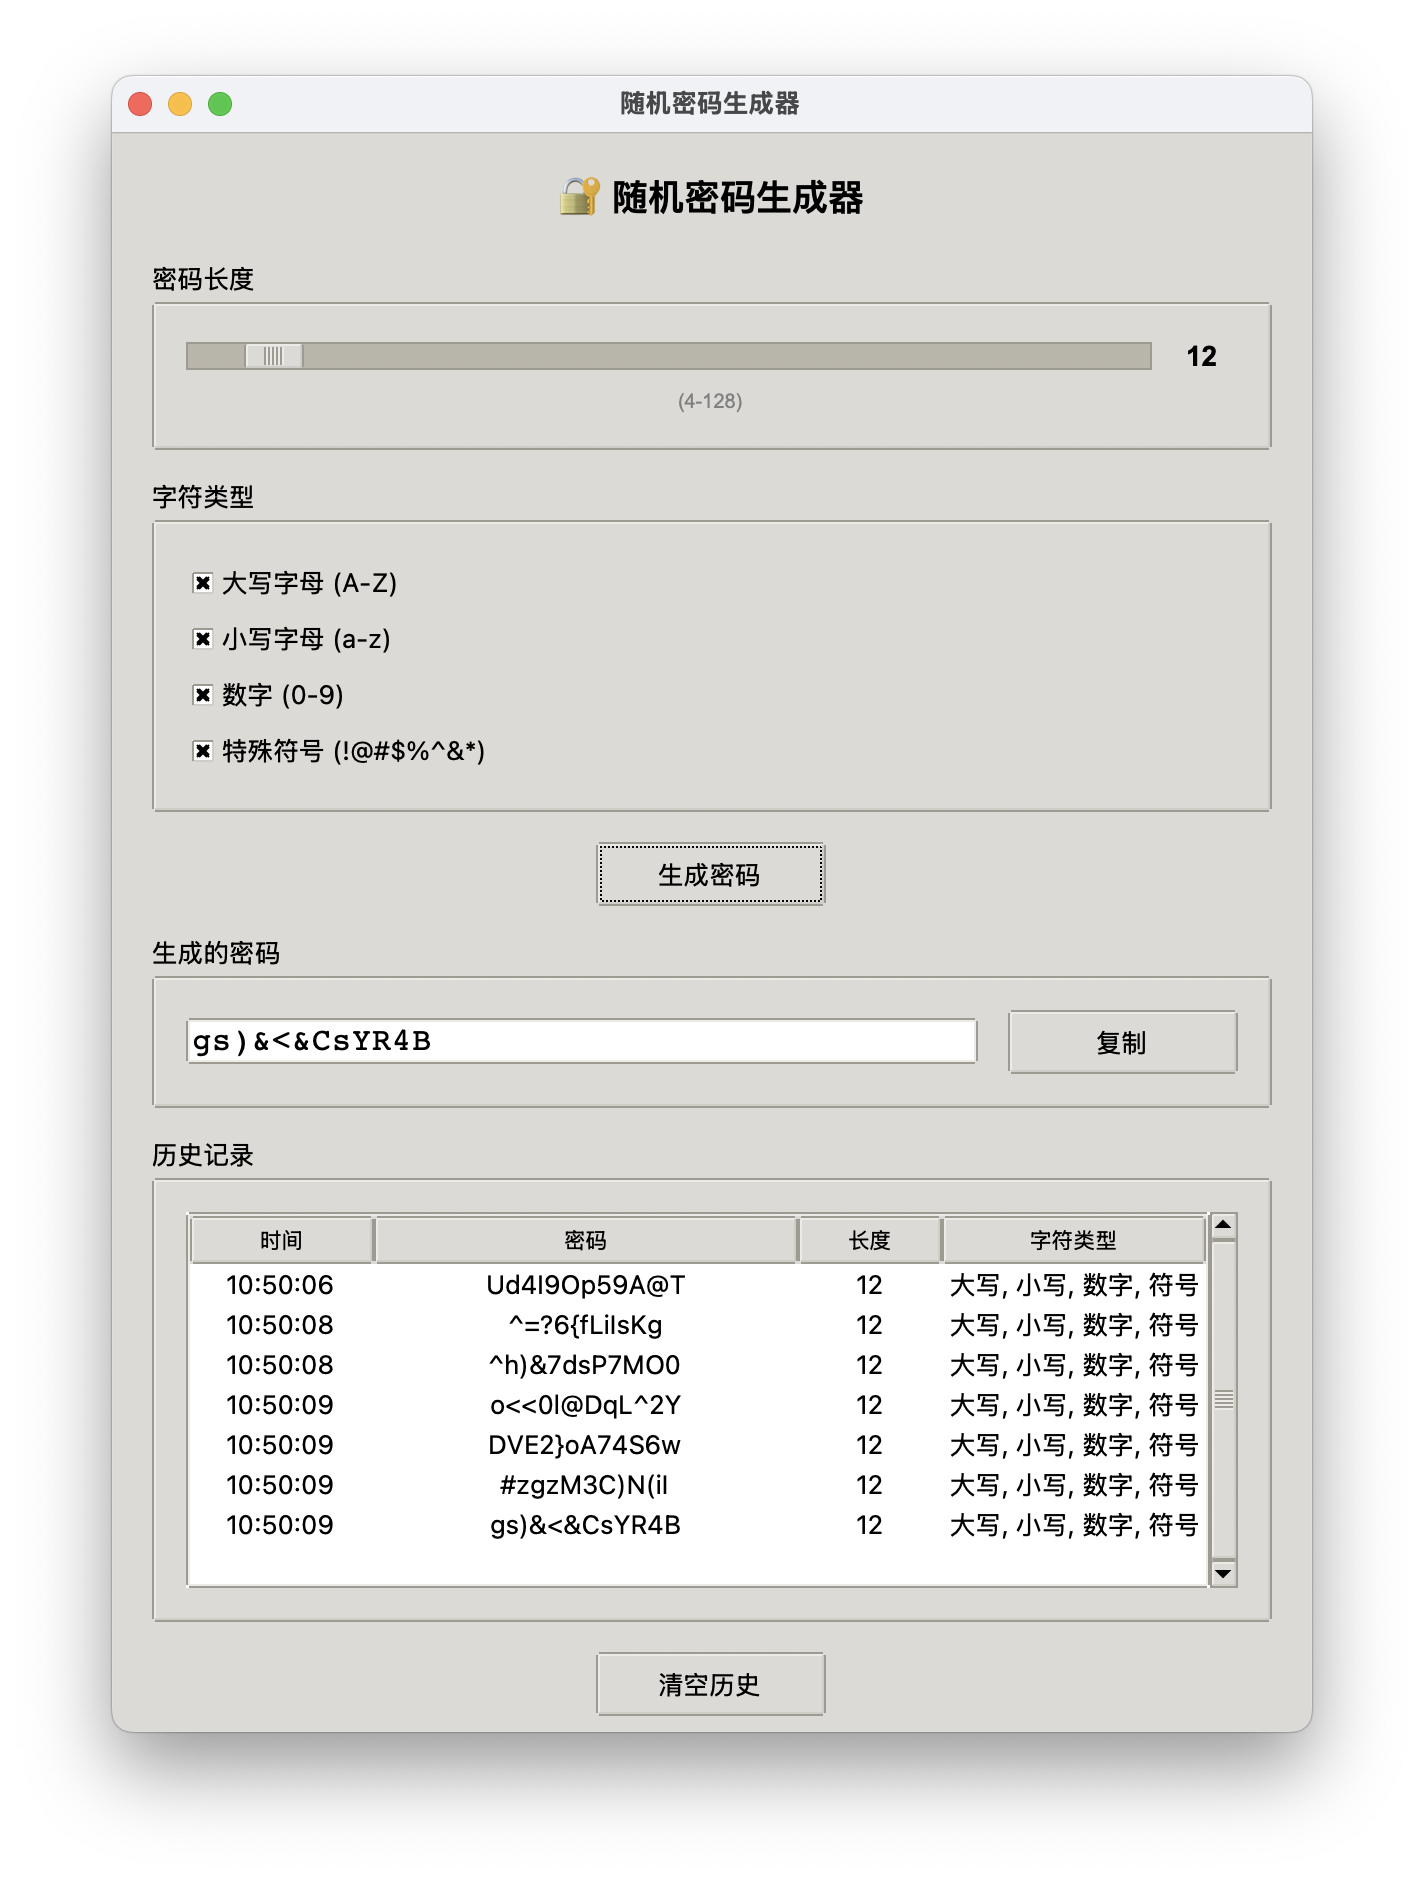 随机密码生成器
🔐 随机密码生成器
密码长度
12
(4-128)
字符类型
大写字母 (A-Z)
小写字母 (a-z)
数字 (0-9)
特殊符号 (!@#$%^&*)
生成密码
生成的密码
gs)&<&CsYR4B 复制
历史记录
时间 密码 长度 字符类型
10:50:06 Ud4I9Op59A@T 12 大写, 小写, 数字, 符号
10:50:08 ^=?6{fLiIsKg 12 大写, 小写, 数字, 符号
10:50:08 ^h)&7dsP7MO0 12 大写, 小写, 数字, 符号
10:50:09 o<<0l@DqL^2Y 12 大写, 小写, 数字, 符号
10:50:09 DVE2}oA74S6w 12 大写, 小写, 数字, 符号
10:50:09 #zgzM3C)N(iI 12 大写, 小写, 数字, 符号
10:50:09 gs)&<&CsYR4B 12 大写, 小写, 数字, 符号
清空历史